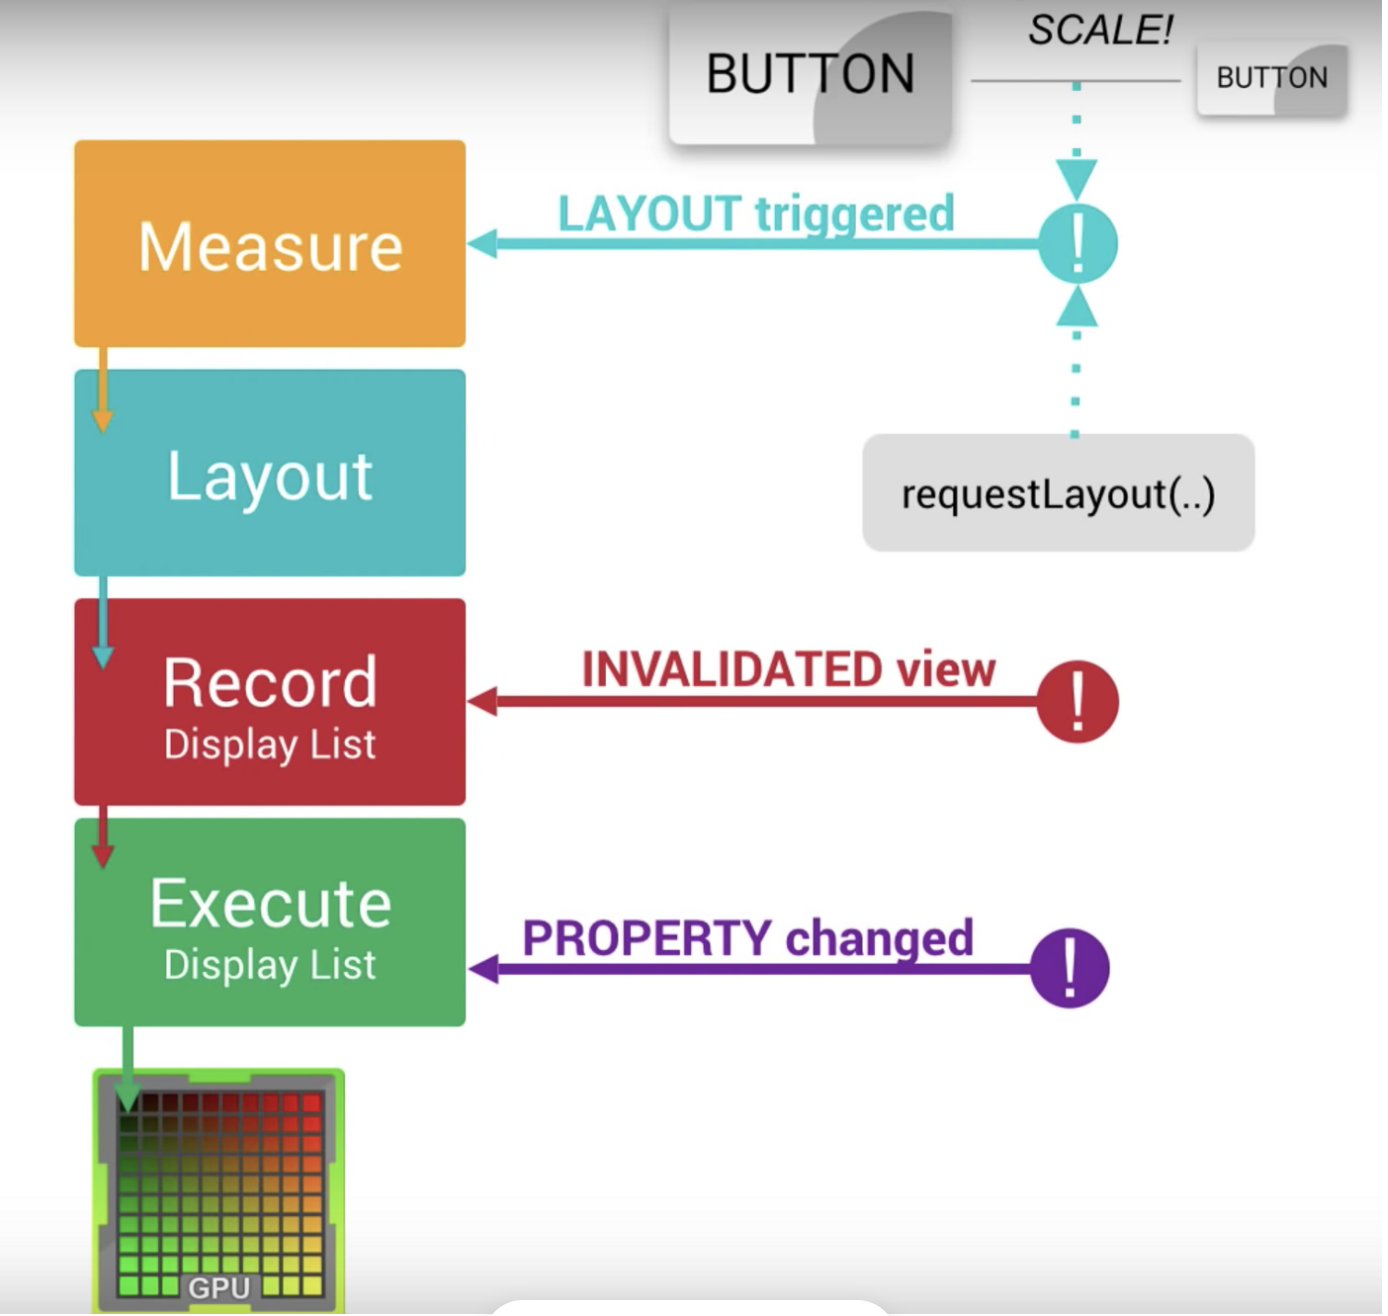 SCALE!
BUTTON
BUTTON
Measure
LAYOUT triggered
!
Layout
requestLayout(..)
Record
Display List
INVALIDATED view
!
Execute
Display List
PROPERTY changed
!
GPU